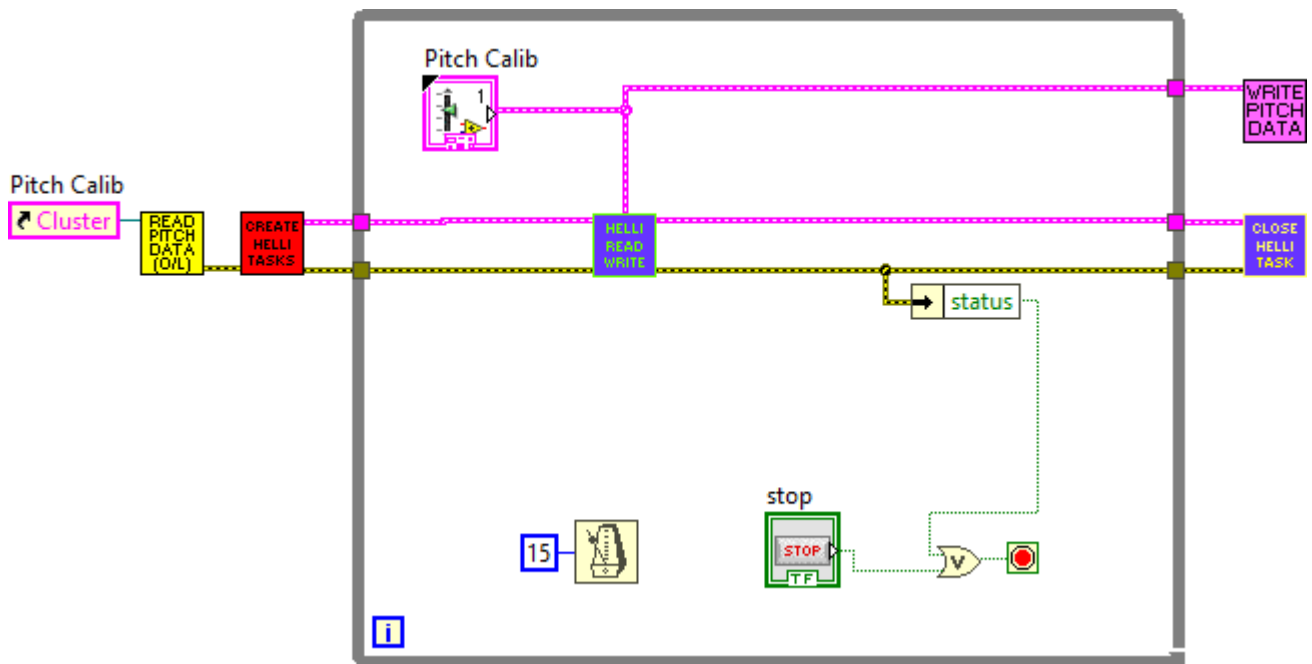 Pitch Calib
1
WRITE
PITCH
DATA
Pitch Calib
Cluster
READ
PITCH
DATA
(O/L)
CREATE
HELLI
TASKS
HELLI
READ
WRITE
CLOSE
HELLI
TASK
status
stop
15
STOP
TF
V
i